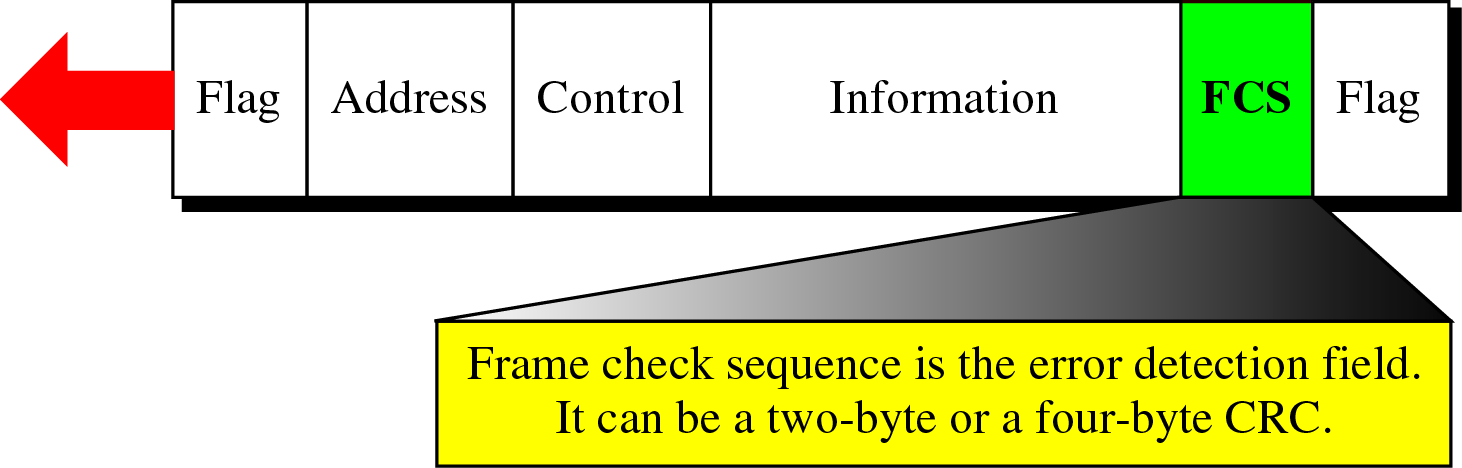 Flag Address Control Information FCS Flag
Frame check sequence is the error detection field.
It can be a two-byte or a four-byte CRC.